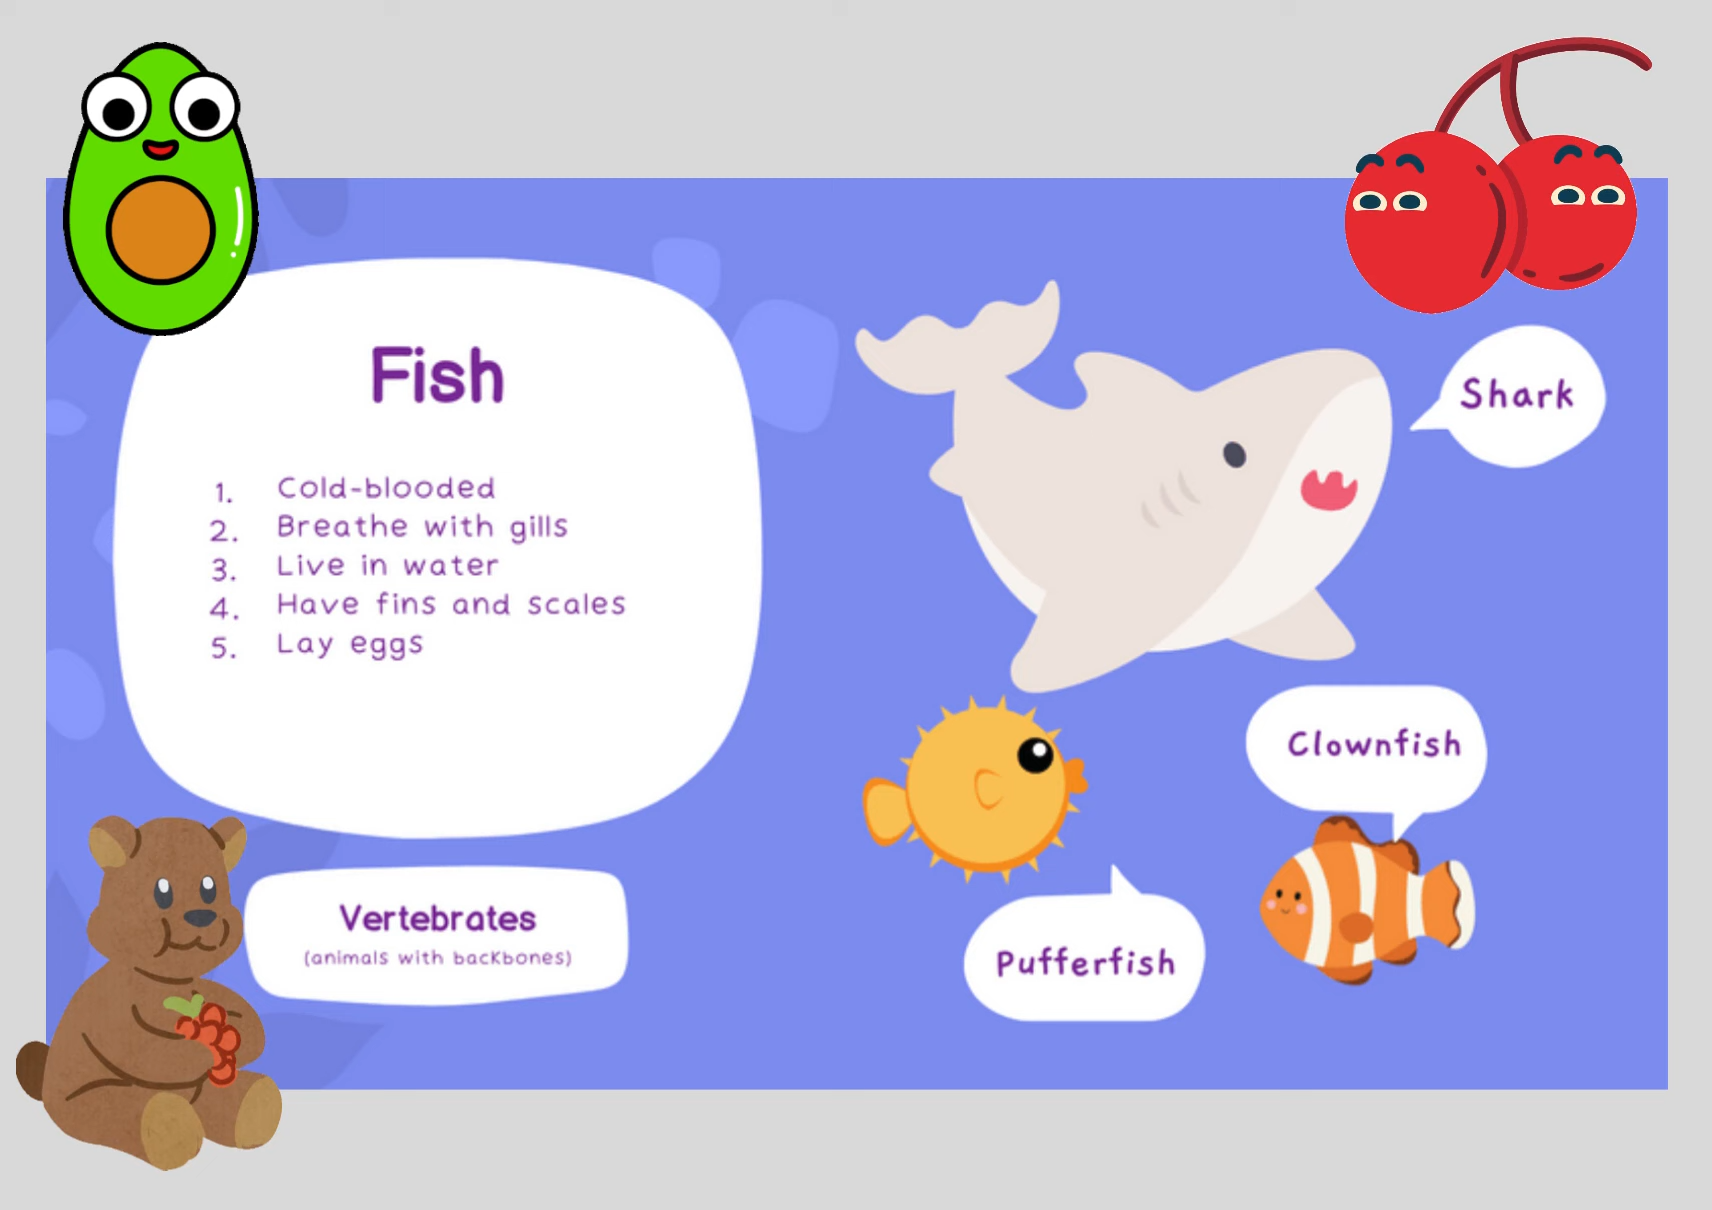 Fish
1. Cold-blooded
2. Breathe with gills
3. Live in water
4. Have fins and scales
5. Lay eggs
Vertebrates
(animals with backbones)
Shark
Clownfish
Pufferfish